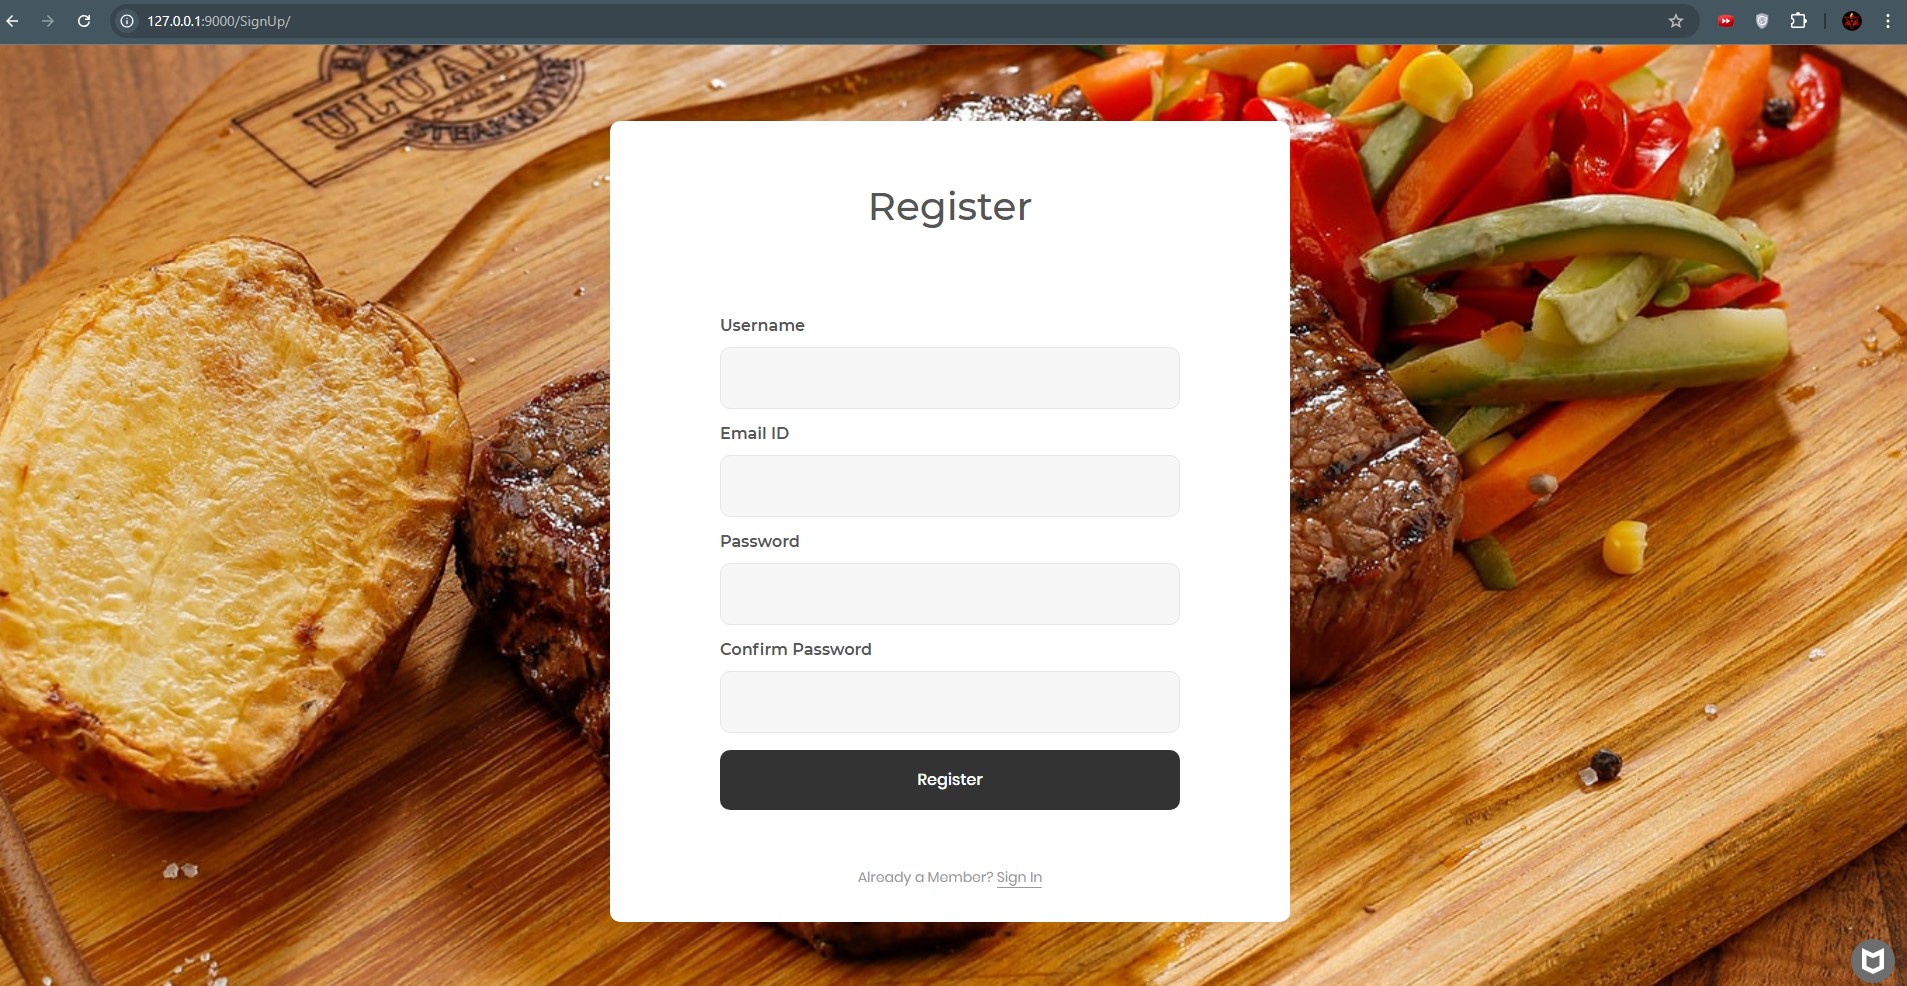 127.0.0.1:9000/SignUp/
ULUA
STEAKHOUSE
Register
Username
Email ID
Password
Confirm Password
Register
Already a Member? Sign In